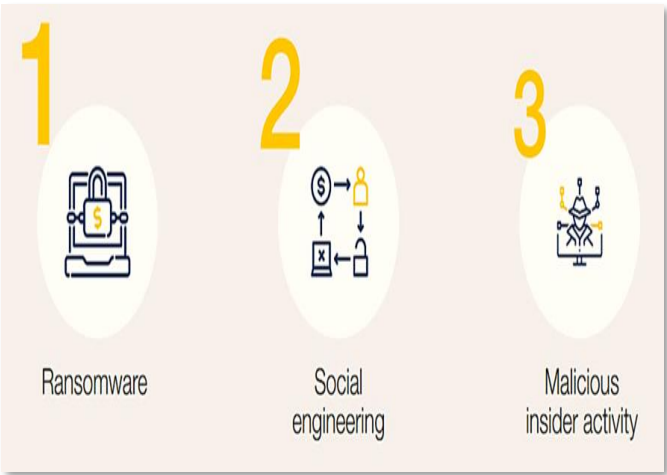 1
2
3
$
$
x
Ransomware
Social
engineering
Malicious
insider activity